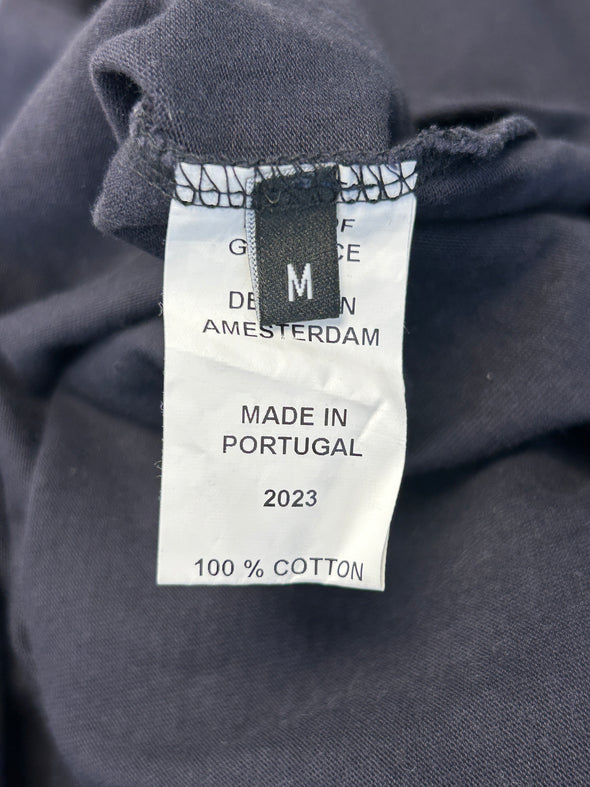 M
AMESTERDAM
MADE IN
PORTUGAL
2023
100 % COTTON